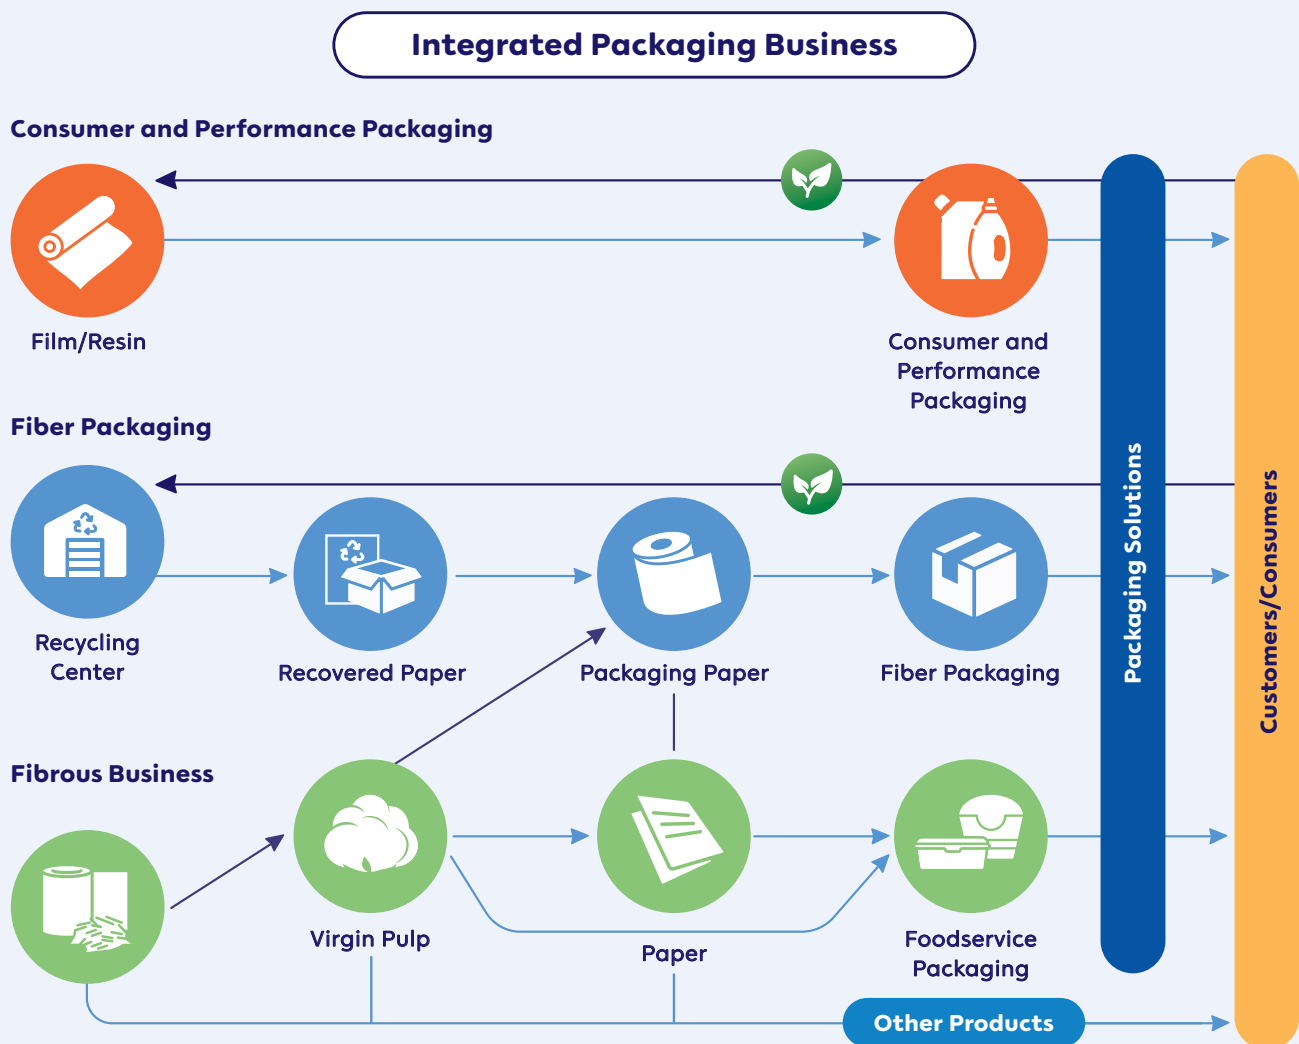 Integrated Packaging Business
Consumer and Performance Packaging
Film/Resin
Consumer and
Performance
Packaging
Fiber Packaging
Recycling
Center
Recovered Paper
Packaging Paper
Fiber Packaging
Fibrous Business
Virgin Pulp
Paper
Foodservice
Packaging
Other Products
Packaging Solutions
Customers/Consumers